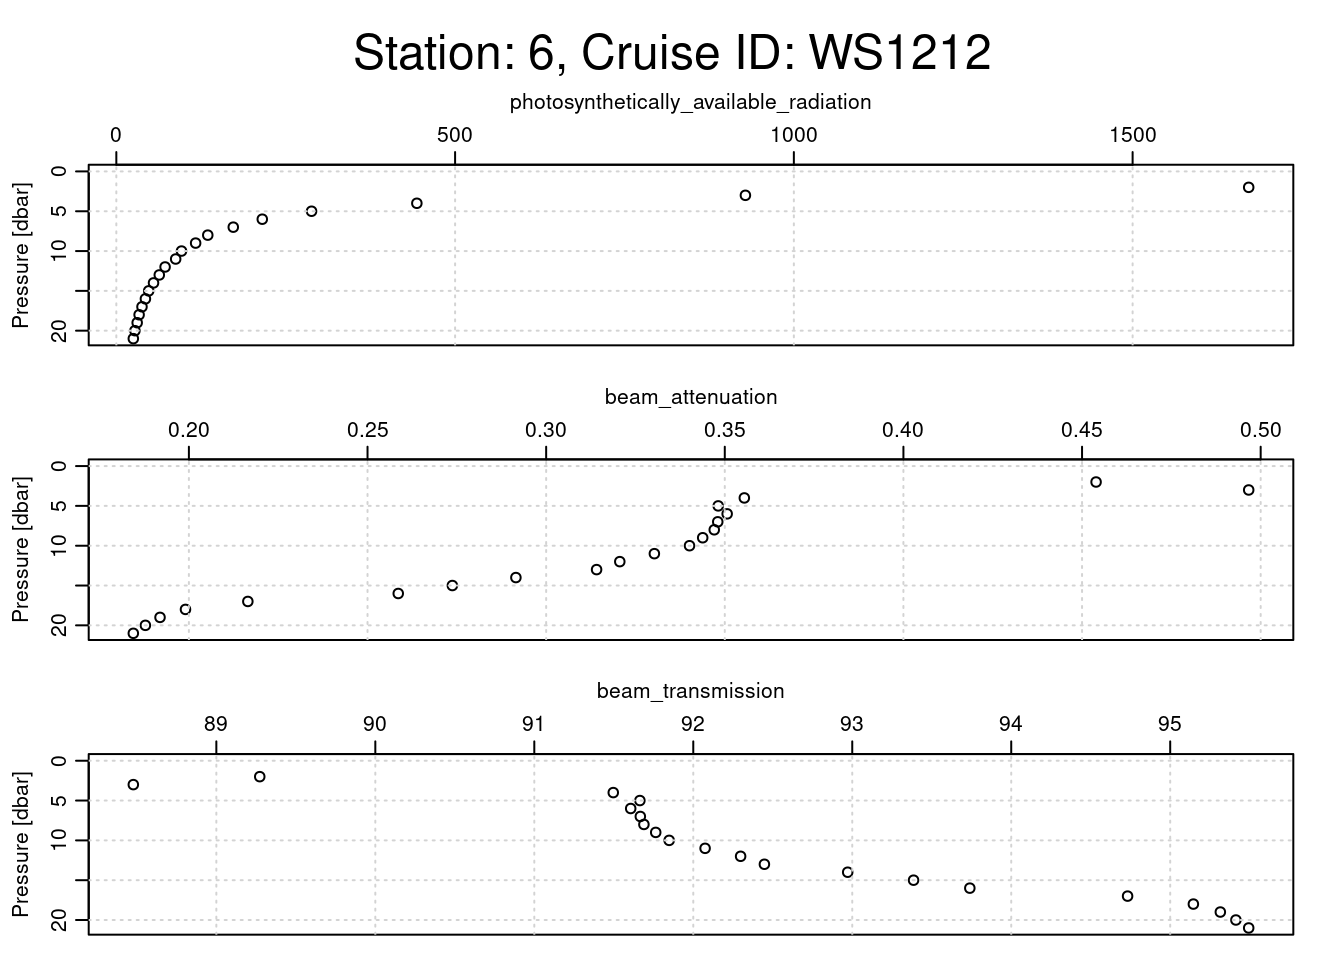 Station: 6, Cruise ID: WS1212
photosynthetically_available_radiation
0 500 1000 1500
Pressure [dbar]
0
5
10
20
beam_attenuation
0.20 0.25 0.30 0.35 0.40 0.45 0.50
Pressure [dbar]
0
5
10
20
beam_transmission
89 90 91 92 93 94 95
Pressure [dbar]
0
5
10
20